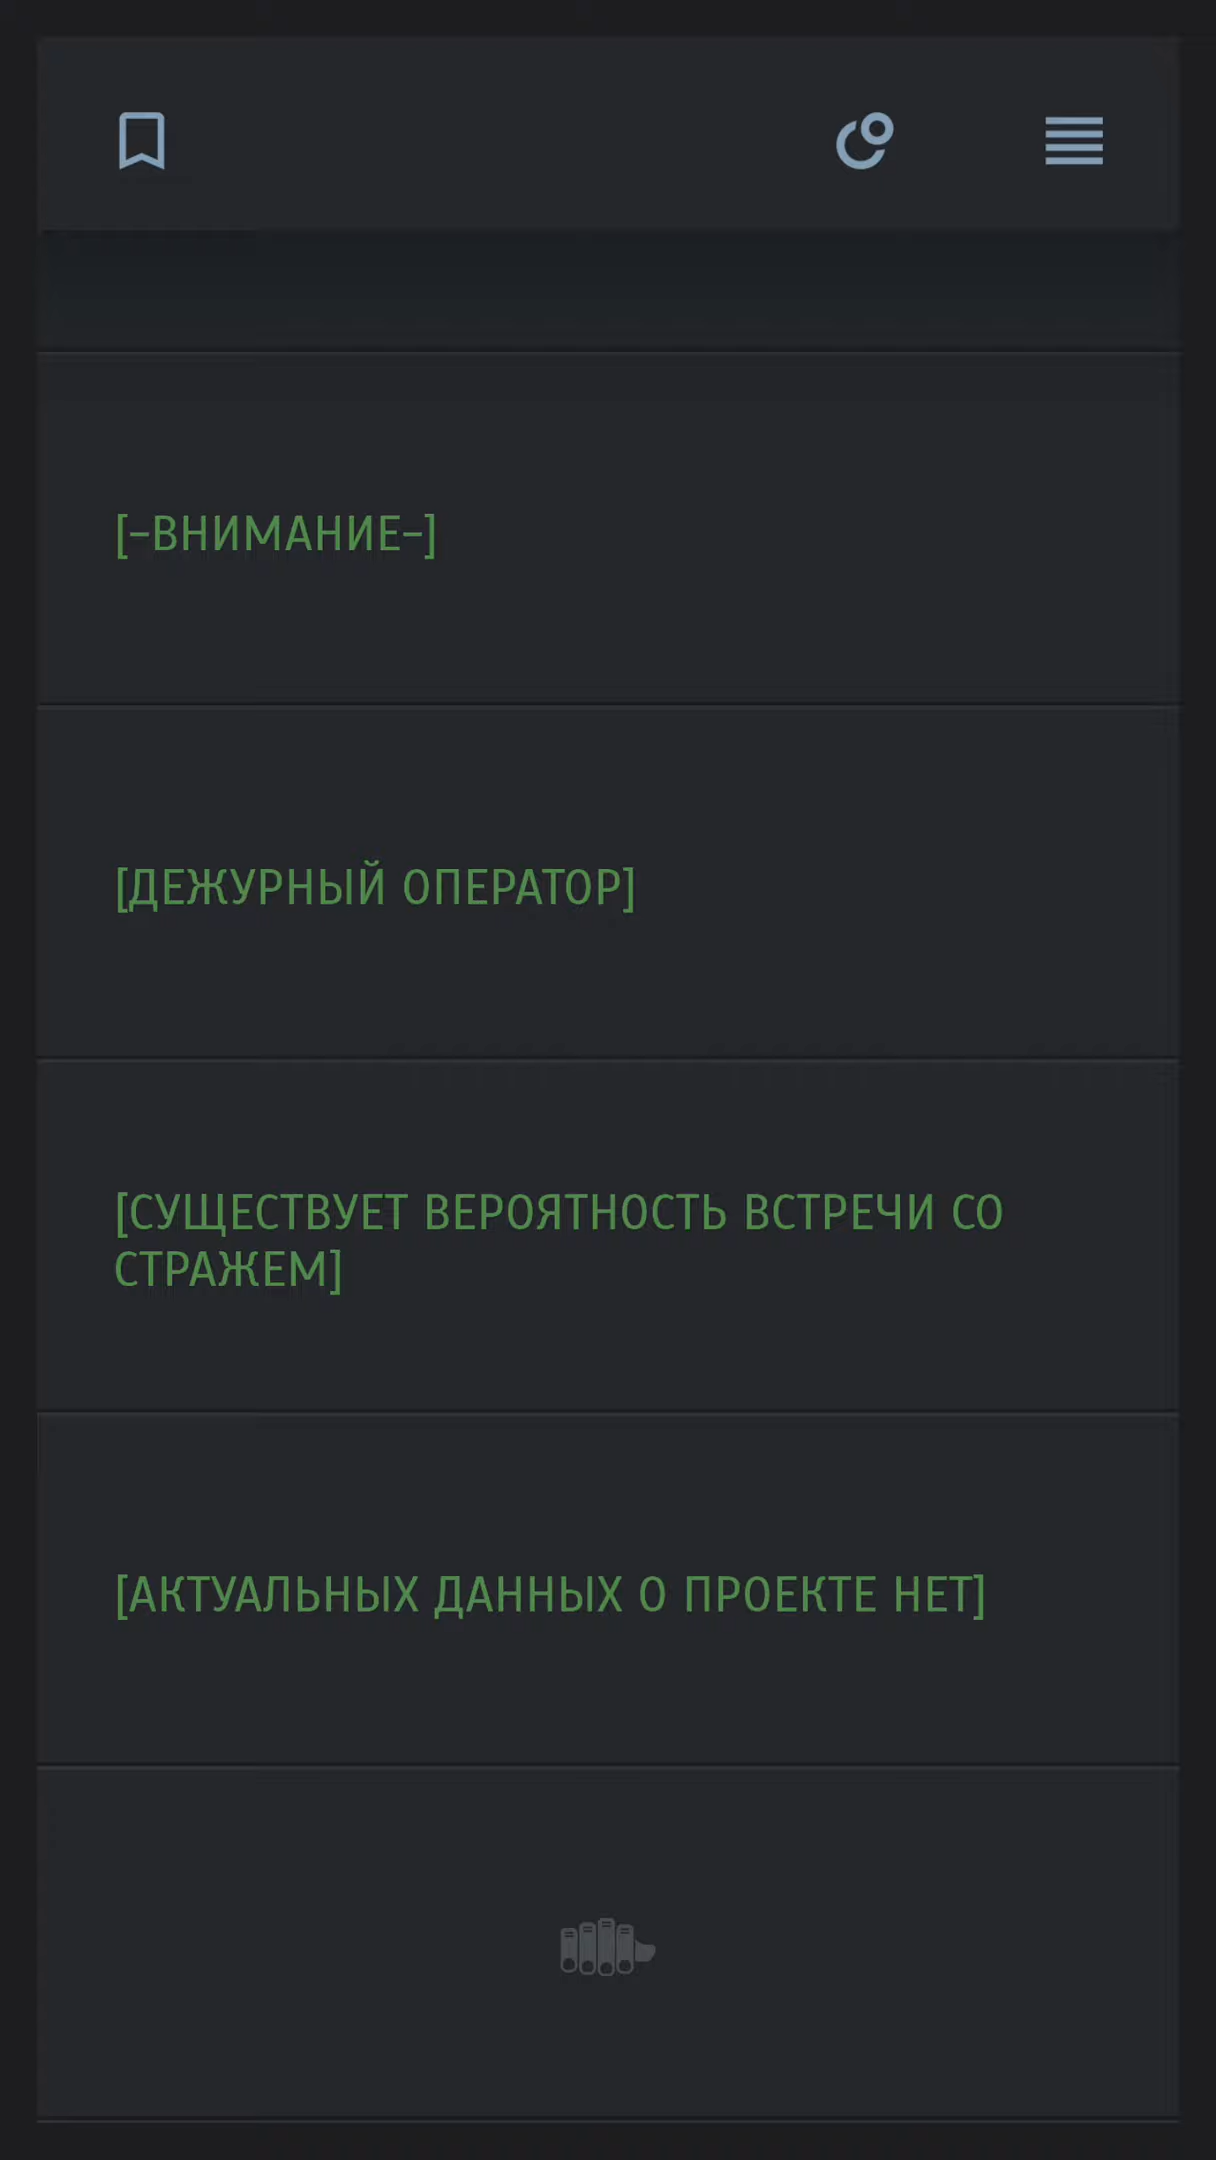 [-ВНИМАНИЕ-]
[ДЕЖУРНЫЙ ОПЕРАТОР]
[СУЩЕСТВУЕТ ВЕРОЯТНОСТЬ ВСТРЕЧИ СО
СТРАЖЕМ]
[АКТУАЛЬНЫХ ДАННЫХ О ПРОЕКТЕ НЕТ]